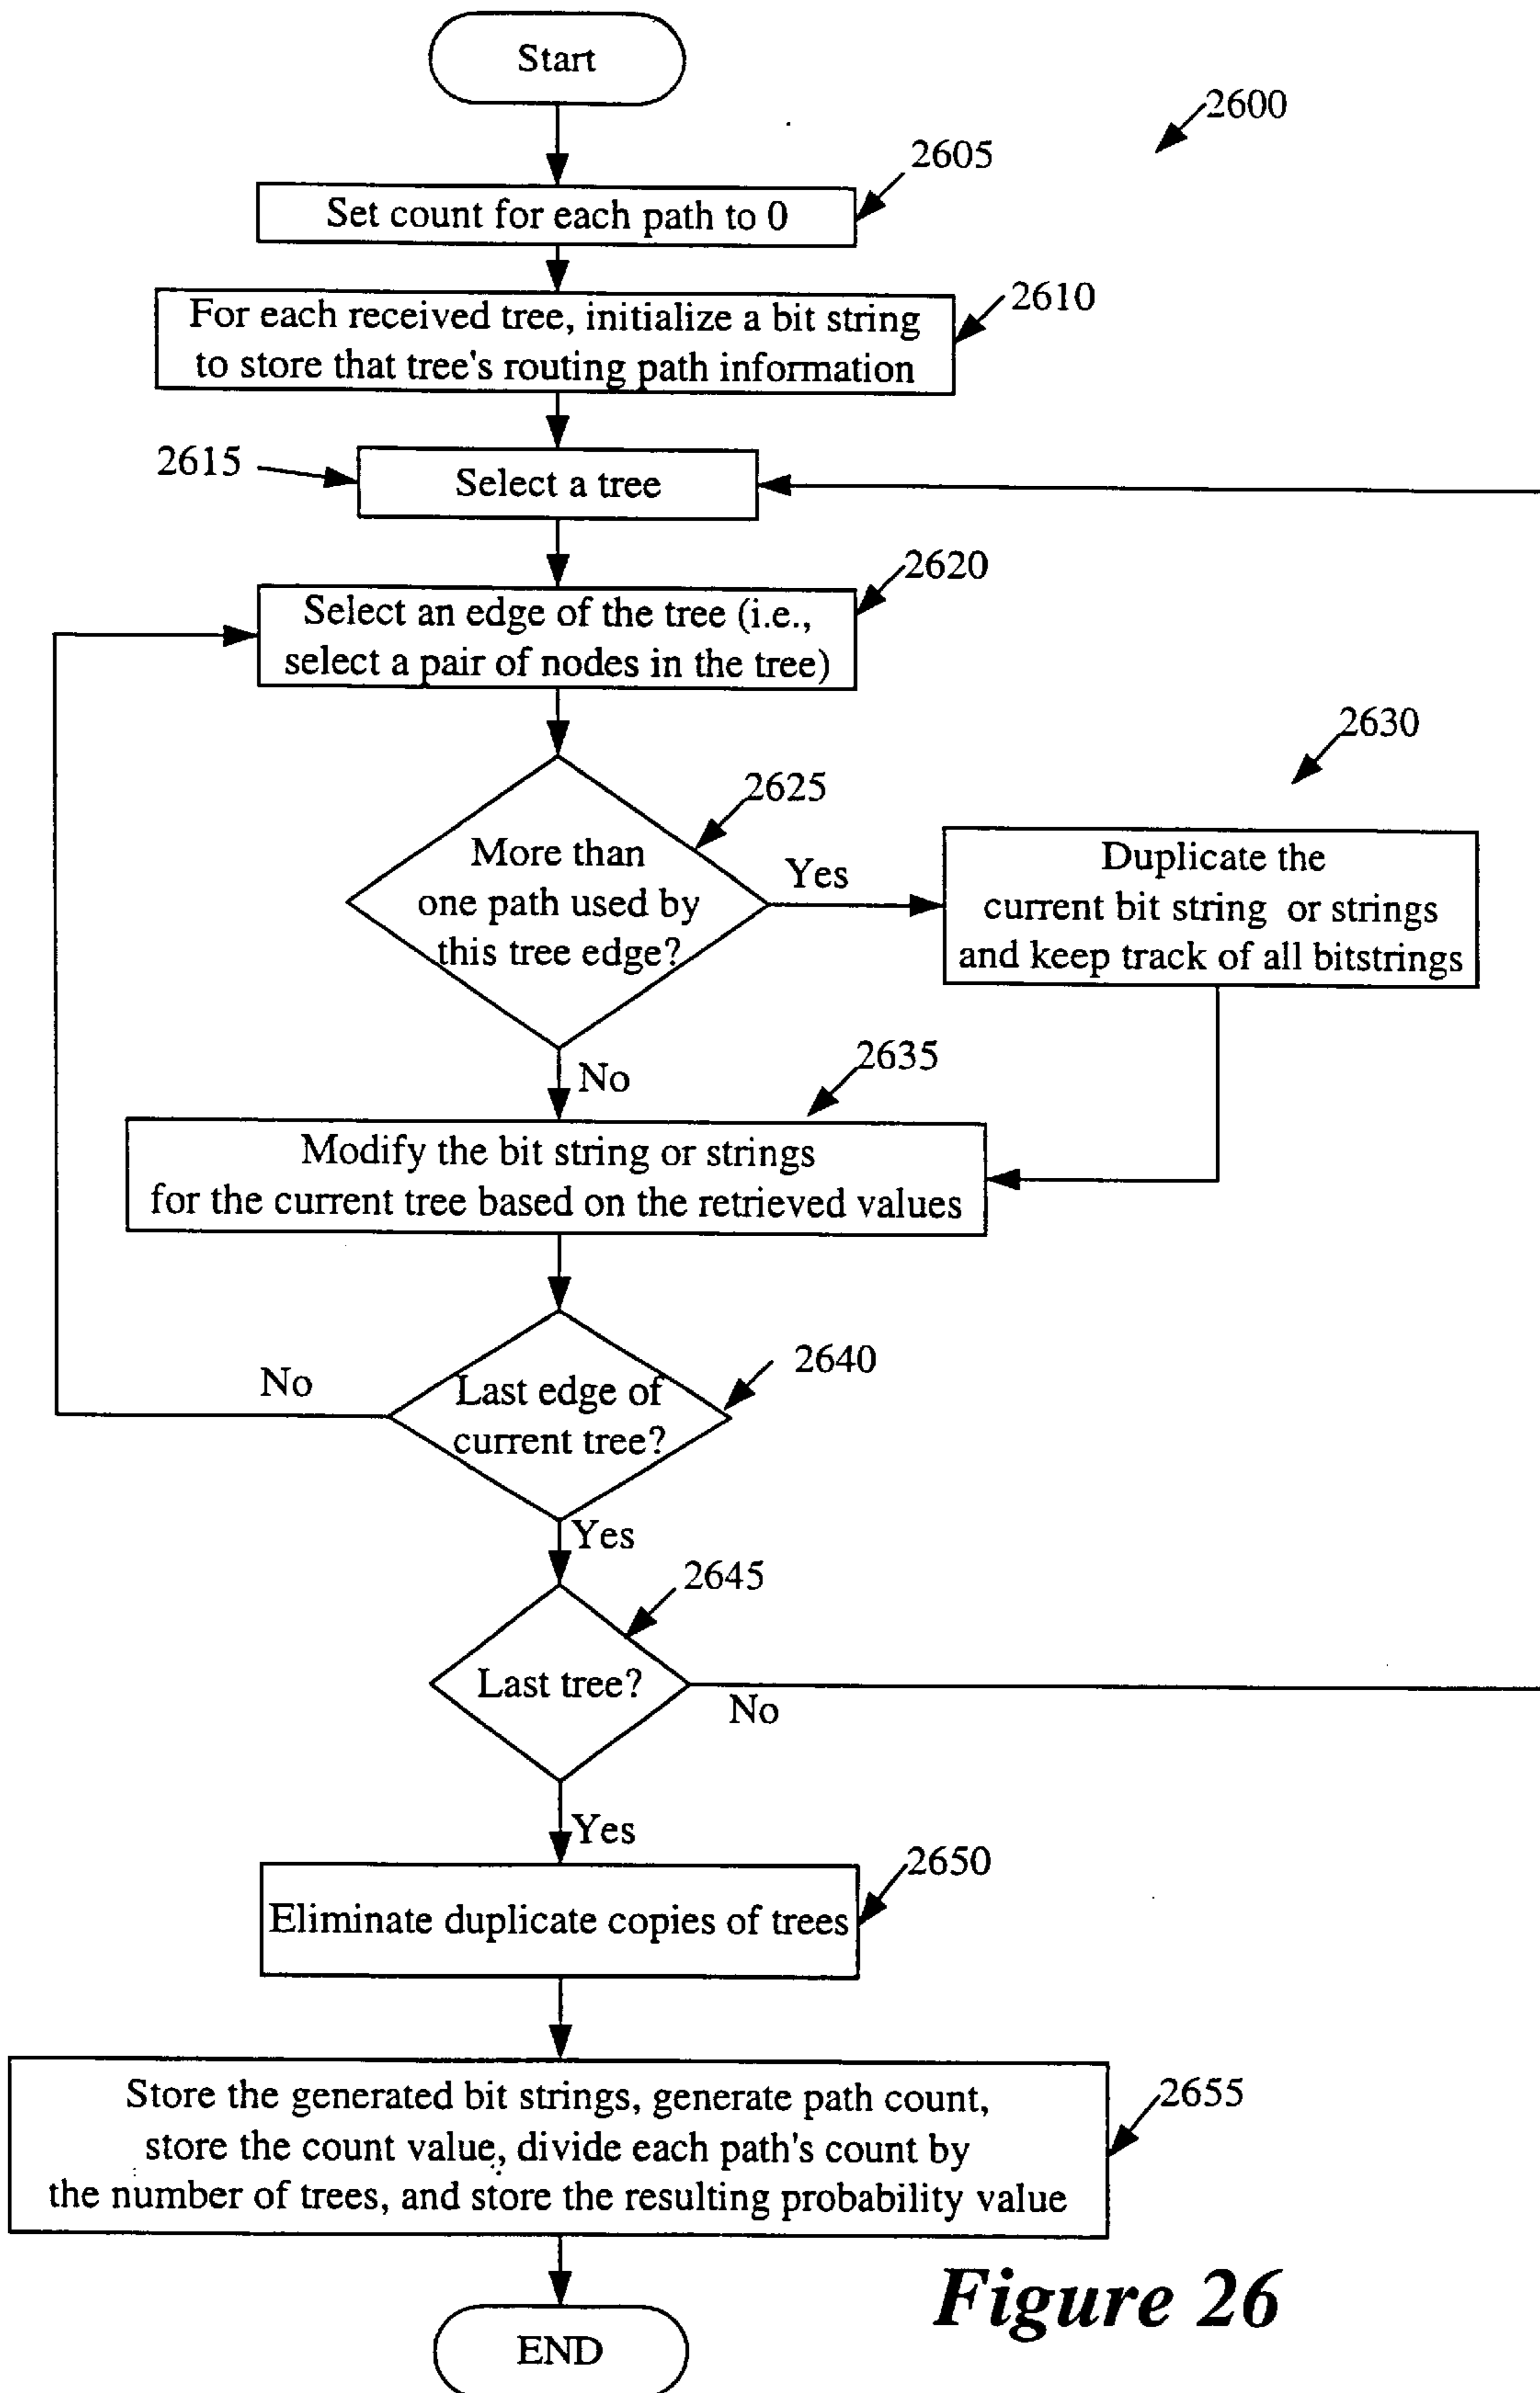 Start
2600
2605
Set count for each path to 0
2610
For each received tree, initialize a bit string
to store that tree's routing path information
2615
Select a tree
2620
Select an edge of the tree (i.e.,
select a pair of nodes in the tree)
2630
2625
More than
one path used by
this tree edge?
Yes
Duplicate the
current bit string or strings
and keep track of all bitstrings
No
2635
Modify the bit string or strings
for the current tree based on the retrieved values
2640
No
Last edge of
current tree?
Yes
2645
Last tree?
No
Yes
2650
Eliminate duplicate copies of trees
2655
Store the generated bit strings, generate path count,
store the count value, divide each path's count by
the number of trees, and store the resulting probability value
Figure 26
END